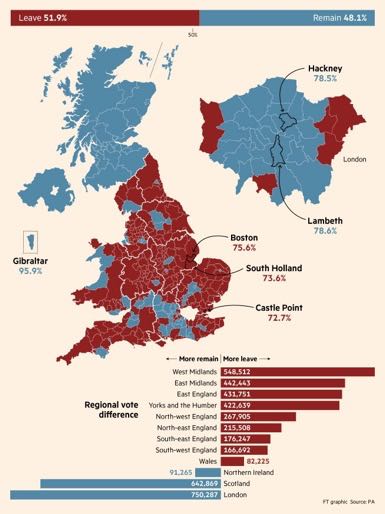 Leave 51.9%
Remain 48.1%
50%
Hackney
78.5%
London
Lambeth
78.6%
Boston
75.6%
South Holland
73.6%
Castle Point
72.7%
Gibraltar
95.9%
More remain
More leave
Regional vote
difference
West Midlands 548,512
East Midlands 442,443
East England 431,751
Yorks and the Humber 422,639
North-west England 267,905
North-east England 215,508
South-east England 176,247
South-west England 166,692
Wales 82,225
91,265 Northern Ireland
642,869 Scotland
750,287 London
FT graphic Source: PA